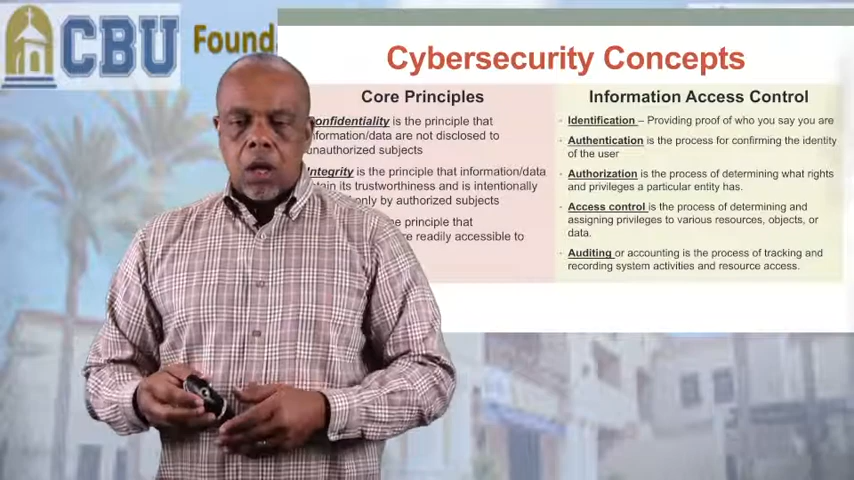 CBU
Found
Cybersecurity Concepts
Core Principles
onfidentiality is the principle that
information/data are not disclosed to
unauthorized subjects
Integrity is the principle that information/data
its trustworthiness and is intentionally
only by authorized subjects
he principle that
re readily accessible to
Information Access Control
Identification – Providing proof of who you say you are
Authentication is the process for confirming the identity
of the user
Authorization is the process of determining what rights
and privileges a particular entity has.
Access control is the process of determining and
assigning privileges to various resources, objects, or
data.
Auditing or accounting is the process of tracking and
recording system activities and resource access.